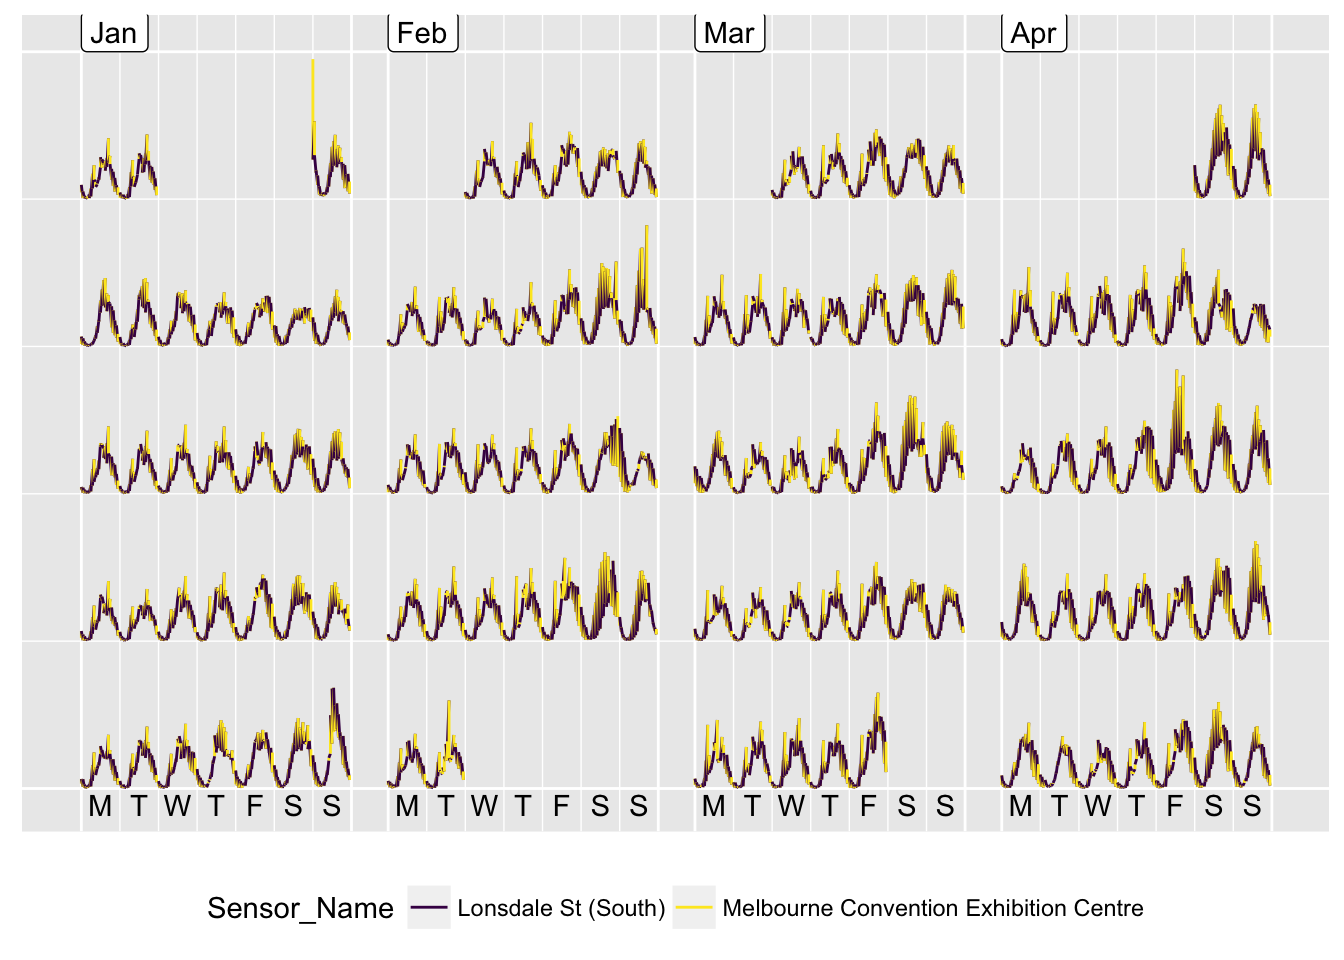 Jan Feb Mar Apr
M T W T F S S M T W T F S S M T W T F S S M T W T F S S
Sensor_Name Lonsdale St (South) Melbourne Convention Exhibition Centre